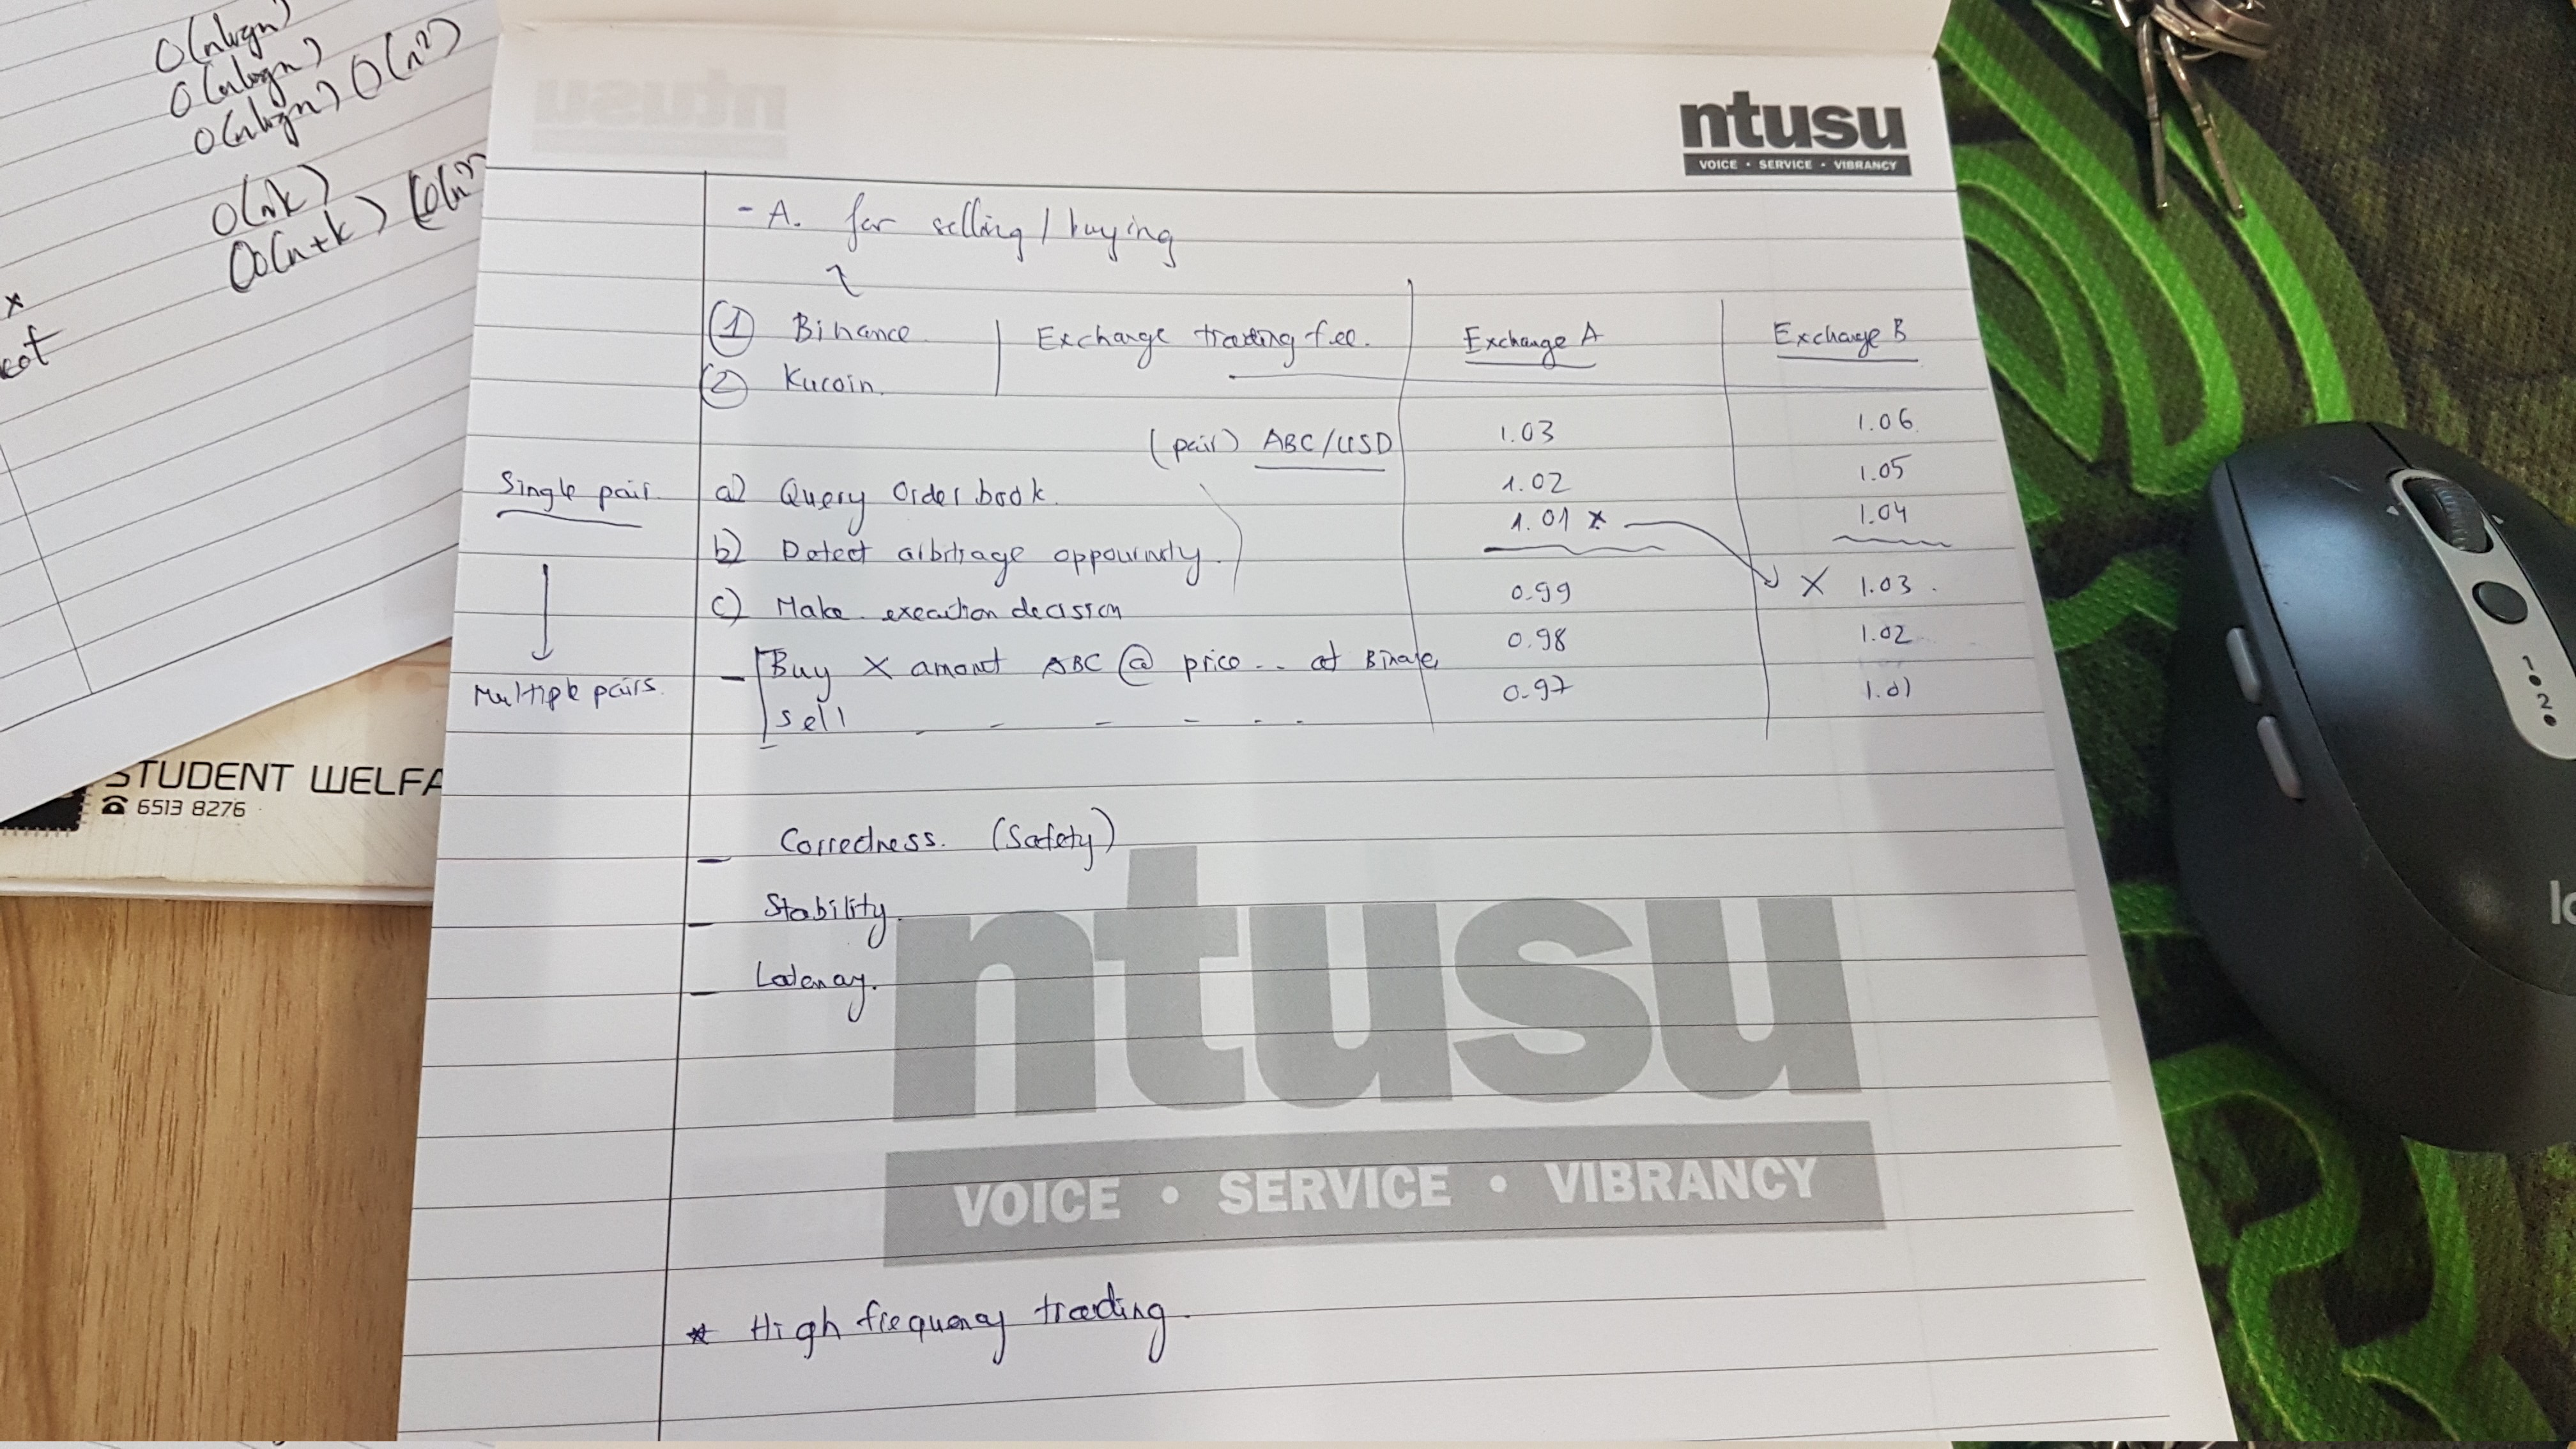 O(nlogn)
O(nlogn)
O(nlogn) O(n²)
O(nk)
O(n+k)
x
STUDENT WELFA
☎ 6513 8276
ntusu
VOICE • SERVICE • VIBRANCY
- A. for selling / buying
① Binance
② Kucoin.
Exchange trading fee.
Exchange A
Exchange B
(pair) ABC/USD
1.03
1.06
1.02
1.05
1.01 x
1.04
0.99
X 1.03
0.98
1.02
0.97
1.01
Single pair
Multiple pairs.
a) Query Order book.
b) Detect arbitrage
c) Make execution decision
- Buy X amount ABC @ price .. at
sell - - - - -
- Correctness. (Safety)
- Stability.
- Latency.
ntusu
VOICE • SERVICE • VIBRANCY
* High frequency trading.
1
2